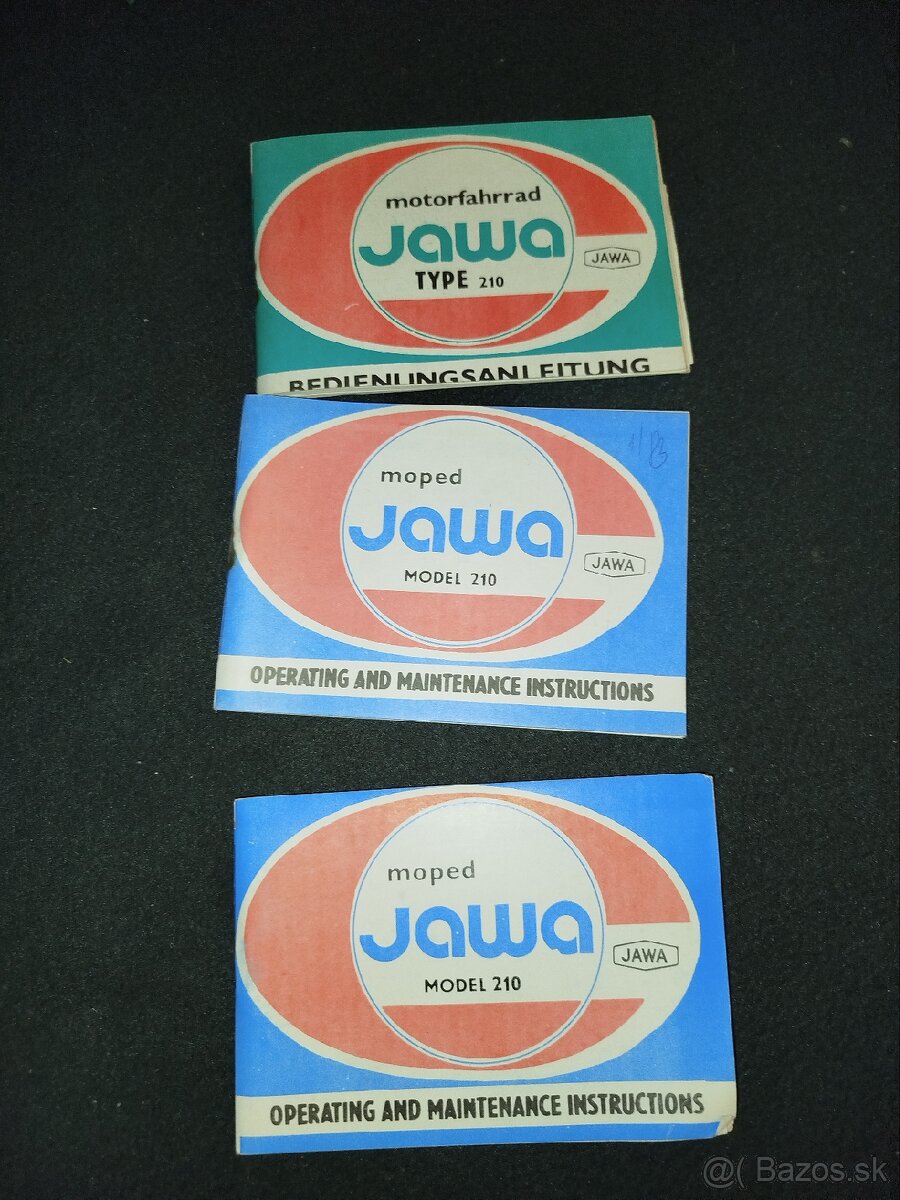 motorfahrrad
Jawa
TYPE 210
JAWA
BEDIENUNGSANLEITUNG
moped
Jawa
MODEL 210
JAWA
OPERATING AND MAINTENANCE INSTRUCTIONS
moped
Jawa
MODEL 210
JAWA
OPERATING AND MAINTENANCE INSTRUCTIONS
@( Bazos.sk